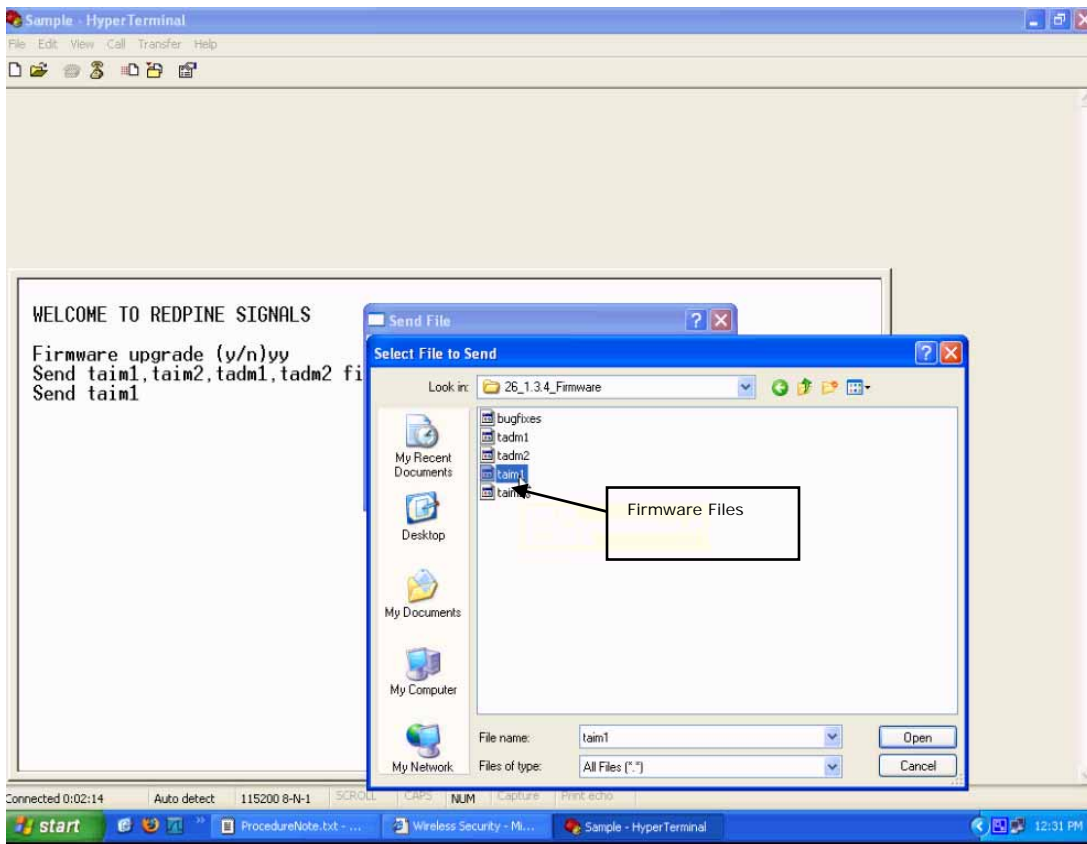 Sample - HyperTerminal
File Edit View Call Transfer Help
WELCOME TO REDPINE SIGNALS
Firmware upgrade (y/n)yy
Send taim1,taim2,tadm1,tadm2 fi
Send taim1
Send File
Select File to Send
Look in:
26_1.3.4_Firmware
My Recent Documents
Desktop
My Documents
My Computer
My Network
bugfixes
tadm1
tadm2
taim1
Firmware Files
File name:
taim1
Open
Files of type:
All Files (*.*)
Cancel
Connected 0:02:14
Auto detect
115200 8-N-1
SCROLL
CAPS
NUM
Capture
Print echo
start
ProcedureNote.txt - ...
Wireless Security - Mi...
Sample - HyperTerminal
12:31 PM